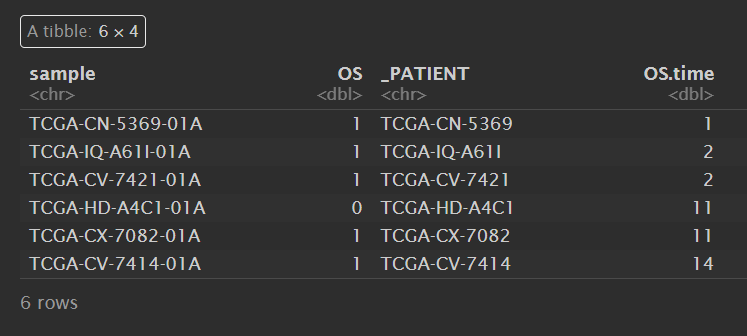 A tibble: 6 × 4
sample OS _PATIENT OS.time
<chr> <dbl> <chr> <dbl>
TCGA-CN-5369-01A 1 TCGA-CN-5369 1
TCGA-IQ-A61I-01A 1 TCGA-IQ-A61I 2
TCGA-CV-7421-01A 1 TCGA-CV-7421 2
TCGA-HD-A4C1-01A 0 TCGA-HD-A4C1 11
TCGA-CX-7082-01A 1 TCGA-CX-7082 11
TCGA-CV-7414-01A 1 TCGA-CV-7414 14
6 rows